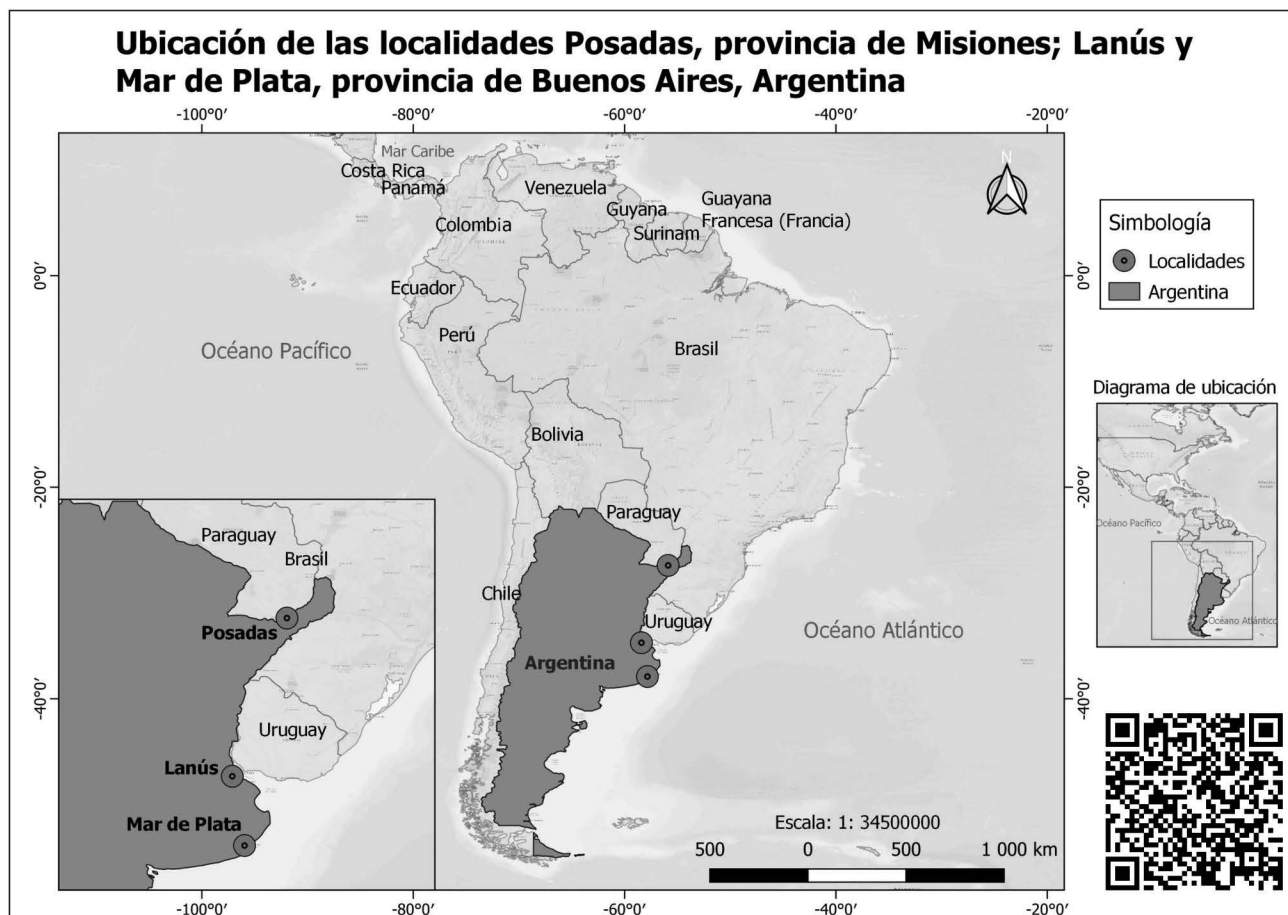 Ubicación de las localidades Posadas, provincia de Misiones; Lanús y
Mar de Plata, provincia de Buenos Aires, Argentina
-100°0′ -80°0′ -60°0′ -40°0′ -20°0′
Mar Caribe
Costa Rica
Panamá
Venezuela
Colombia
Guyana
Surinam
Guayana
Francesa (Francia)
N
Simbología
Localidades
Argentina
0°0′ 0°0′
Ecuador
Perú
Brasil
Océano Pacífico
Bolivia
Diagrama de ubicación
Océano Pacífico
Océano Atlántico
-20°0′ -20°0′
Paraguay
Chile
Uruguay
Argentina
Océano Atlántico
Paraguay
Brasil
Posadas
Uruguay
Lanús
Mar de Plata
-40°0′ -40°0′
Escala: 1: 34500000
500 0 500 1 000 km
-100°0′ -80°0′ -60°0′ -40°0′ -20°0′